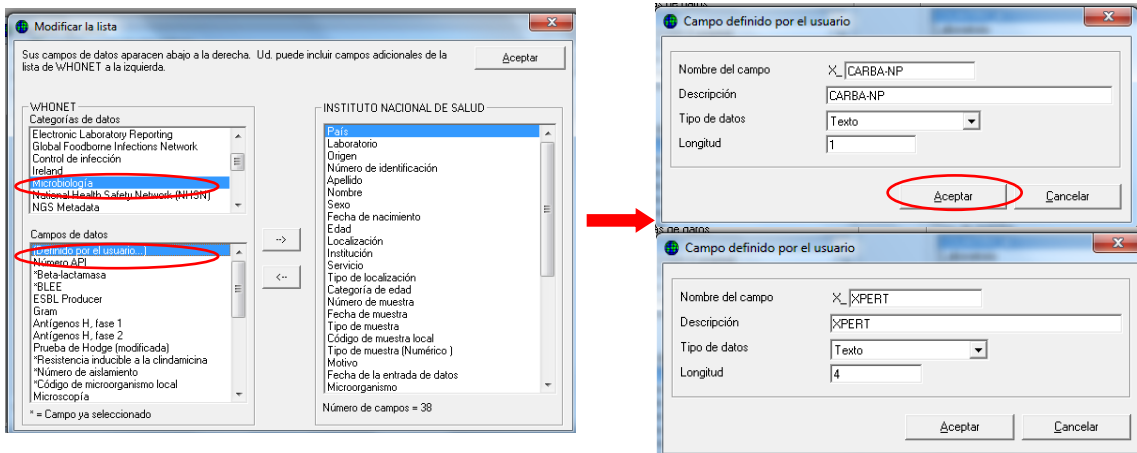 Modificar la lista
Sus campos de datos aparecen abajo a la derecha. Ud. puede incluir campos adicionales de la
lista de WHONET a la izquierda.
Aceptar
WHONET
Categorías de datos
Electronic Laboratory Reporting
Global Foodborne Infections Network
Control de infección
Ireland
Microbiología
National Health Safety Network (NHSN)
NGS Metadata
Campos de datos
(Definido por el usuario...)
Número API
*Beta-lactamasa
*BLEE
ESBL Producer
Gram
Antígenos H, fase 1
Antígenos H, fase 2
Prueba de Hodge (modificada)
*Resistencia inducible a la clindamicina
*Número de aislamiento
*Código de microorganismo local
Microscopía
* = Campo ya seleccionado
-->
<--
INSTITUTO NACIONAL DE SALUD
País
Laboratorio
Origen
Número de identificación
Apellido
Nombre
Sexo
Fecha de nacimiento
Edad
Localización
Institución
Servicio
Tipo de localización
Categoría de edad
Número de muestra
Fecha de muestra
Tipo de muestra
Código de muestra local
Tipo de muestra (Numérico )
Motivo
Fecha de la entrada de datos
Microorganismo
Número de campos = 38
Campo definido por el usuario
Nombre del campo X_ CARBA-NP
Descripción CARBA-NP
Tipo de datos Texto
Longitud 1
Aceptar Cancelar
Campo definido por el usuario
Nombre del campo X_ XPERT
Descripción XPERT
Tipo de datos Texto
Longitud 4
Aceptar Cancelar